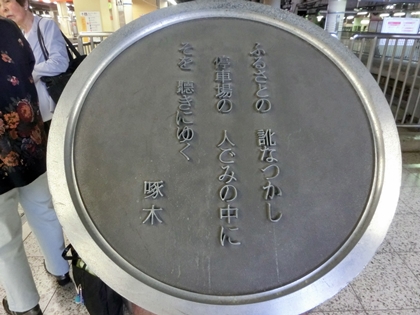 ふるさとの 訛なつかし
停車場の 人ごみの中に
そを 聴きにゆく
啄木